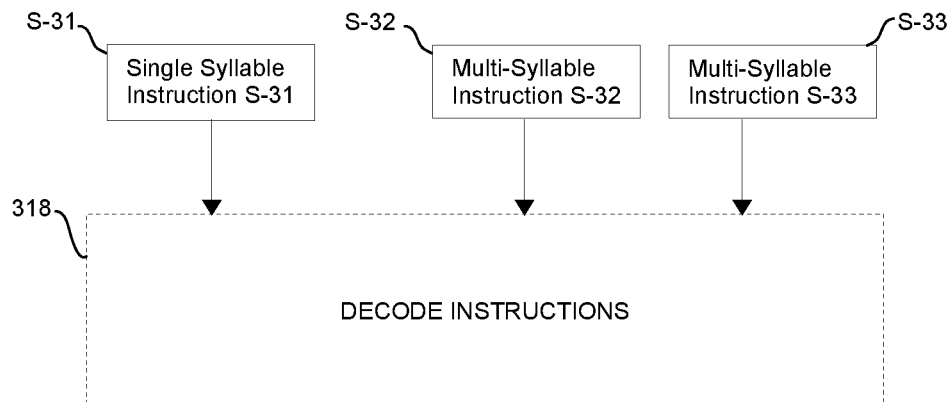 S-31
S-32
S-33
Single Syllable
Instruction S-31
Multi-Syllable
Instruction S-32
Multi-Syllable
Instruction S-33
318
DECODE INSTRUCTIONS